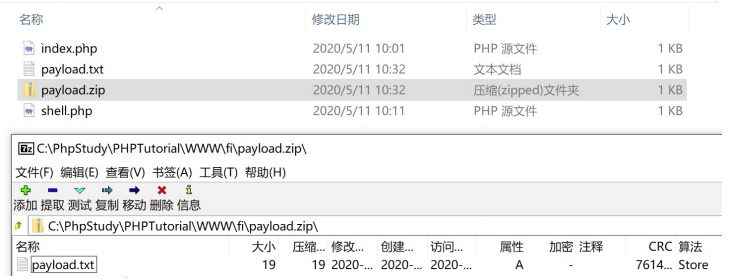 名称 修改日期 类型 大小
index.php 2020/5/11 10:01 PHP 源文件 1 KB
payload.txt 2020/5/11 10:32 文本文档 1 KB
payload.zip 2020/5/11 10:32 压缩(zipped)文件夹 1 KB
shell.php 2020/5/11 10:11 PHP 源文件 1 KB
7z C:\PhpStudy\PHPTutorial\WWW\fi\payload.zip\
文件(F) 编辑(E) 查看(V) 书签(A) 工具(T) 帮助(H)
添加 提取 测试 复制 移动 删除 信息
C:\PhpStudy\PHPTutorial\WWW\fi\payload.zip\
名称 大小 压缩... 修改... 创建... 访问... 属性 加密 注释 CRC 算法
payload.txt 19 19 2020-... 2020-... 2020-... A - 7614... Store